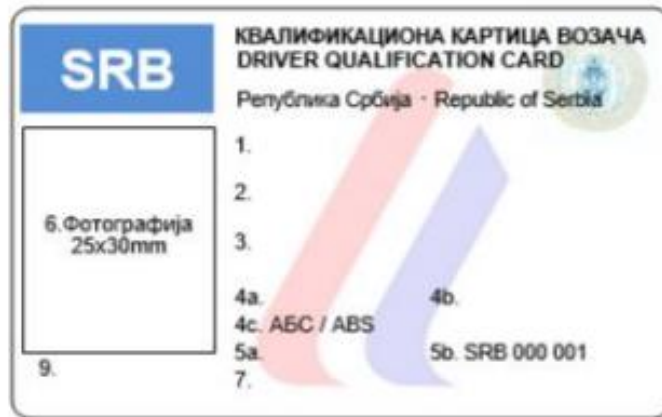 SRB
КВАЛИФИКАЦИОНА КАРТИЦА ВОЗАЧА
DRIVER QUALIFICATION CARD
Република Србија · Republic of Serbia
1.
2.
6.Фотографија
25x30mm
3.
4a. 4b.
4c. АБС / ABS
5a. 5b. SRB 000 001
9.
7.